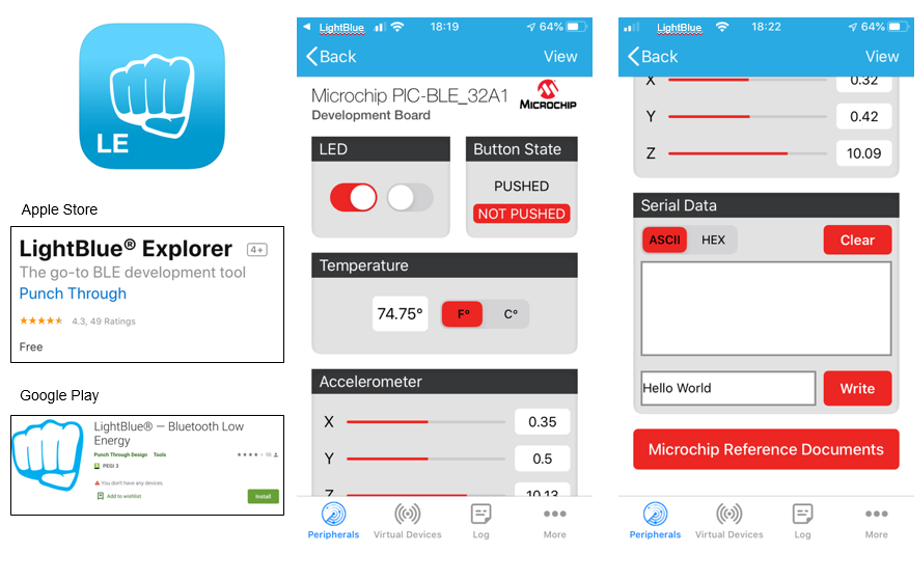 LE
Apple Store
LightBlue® Explorer 4+
The go-to BLE development tool
Punch Through
4.3, 49 Ratings
Free
Google Play
LightBlue® — Bluetooth Low
Energy
Punch Through Design Tools
PEGI 3
You don't have any devices.
Add to wishlist
Install
LightBlue 18:19 64%
Back View
Microchip PIC-BLE_32A1
Development Board
MICROCHIP
LED
Button State
PUSHED
NOT PUSHED
Temperature
74.75° F° C°
Accelerometer
X 0.35
Y 0.5
Z 10.13
Peripherals Virtual Devices Log More
LightBlue 18:22 64%
Back View
X 0.32
Y 0.42
Z 10.09
Serial Data
ASCII HEX Clear
Hello World Write
Microchip Reference Documents
Peripherals Virtual Devices Log More